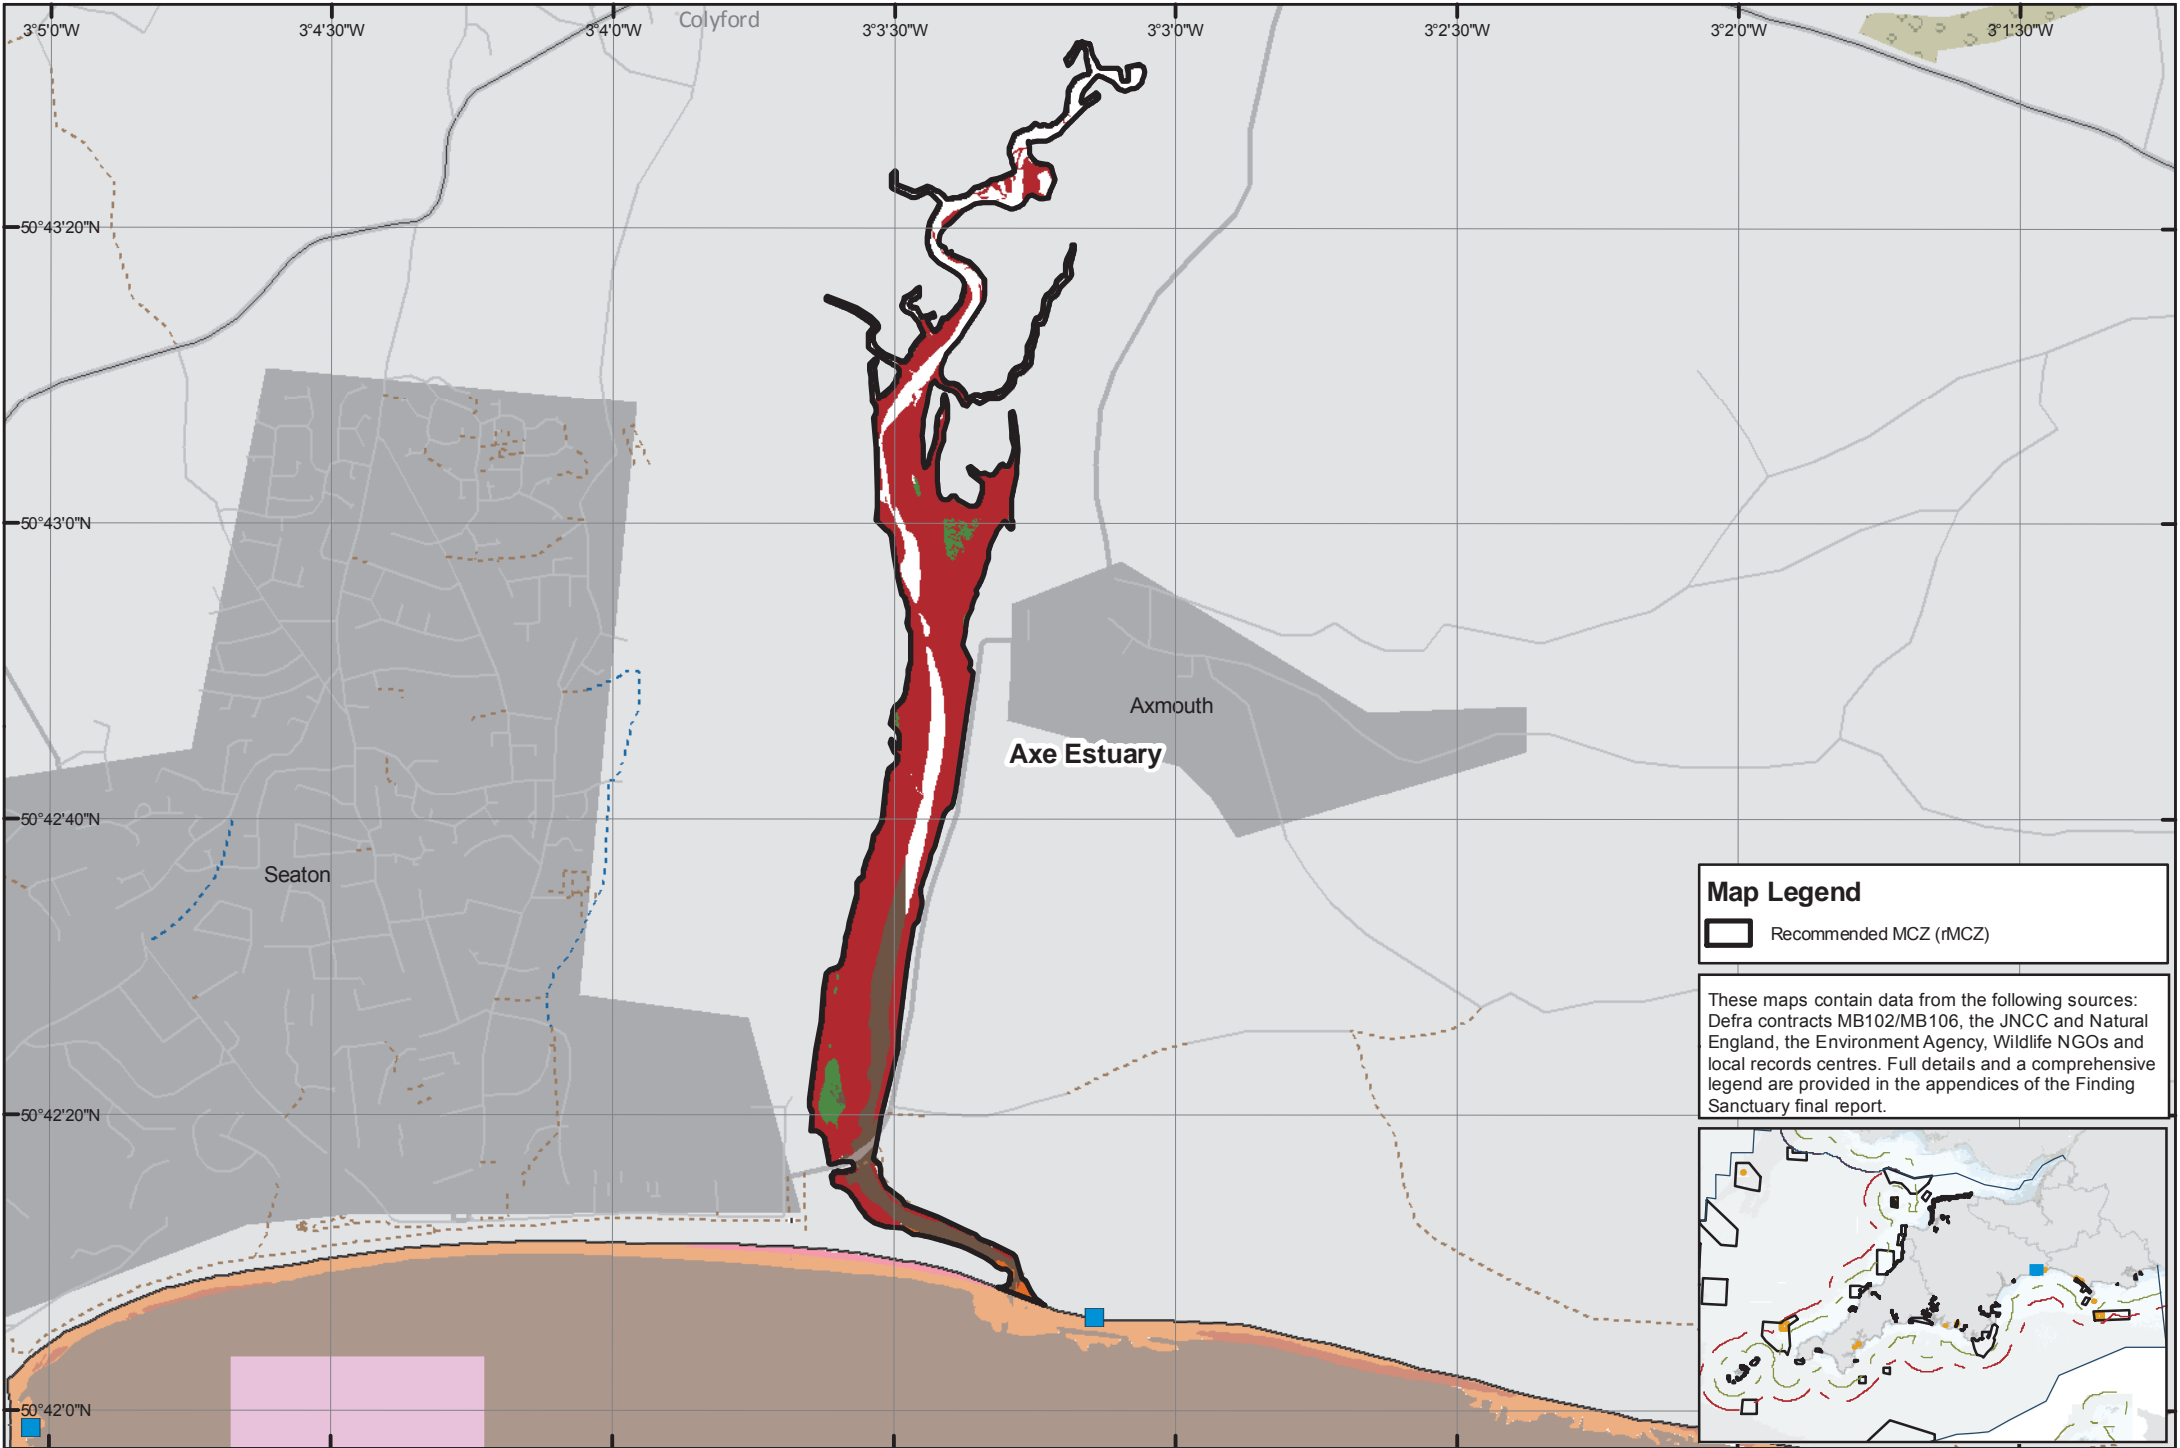 Colyford
3°5'0"W
3°4'30"W
3°4'0"W
3°3'30"W
3°3'0"W
3°2'30"W
3°2'0"W
3°1'30"W
50°43'20"N
50°43'0"N
Axmouth
Axe Estuary
50°42'40"N
Seaton
Map Legend
Recommended MCZ (rMCZ)
These maps contain data from the following sources:
Defra contracts MB102/MB106, the JNCC and Natural
England, the Environment Agency, Wildlife NGOs and
local records centres. Full details and a comprehensive
legend are provided in the appendices of the Finding
Sanctuary final report.
50°42'20"N
50°42'0"N